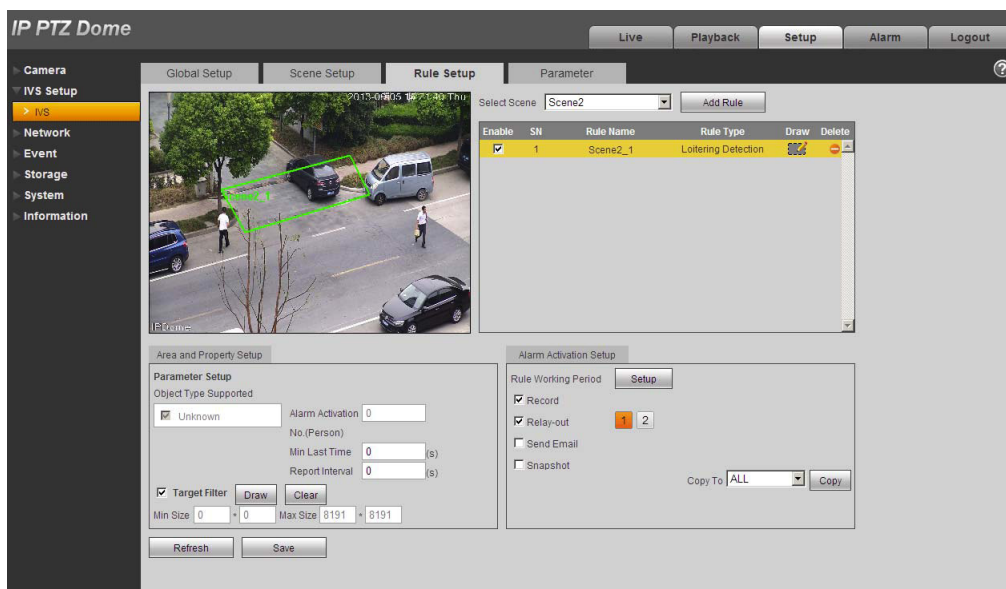 IP PTZ Dome
Live
Playback
Setup
Alarm
Logout
Camera
IVS Setup
> IVS
Network
Event
Storage
System
Information
Global Setup
Scene Setup
Rule Setup
Parameter
?
Scene2_1
IPDome
Select Scene Scene2
Add Rule
Enable SN Rule Name Rule Type Draw Delete
1 Scene2_1 Loitering Detection
Area and Property Setup
Parameter Setup
Object Type Supported
Unknown
Alarm Activation 0
No.(Person)
Min Last Time 0 (s)
Report Interval 0 (s)
Target Filter Draw Clear
Min Size 0 * 0 Max Size 8191 * 8191
Refresh Save
Alarm Activation Setup
Rule Working Period Setup
Record
Relay-out 1 2
Send Email
Snapshot
Copy To ALL Copy